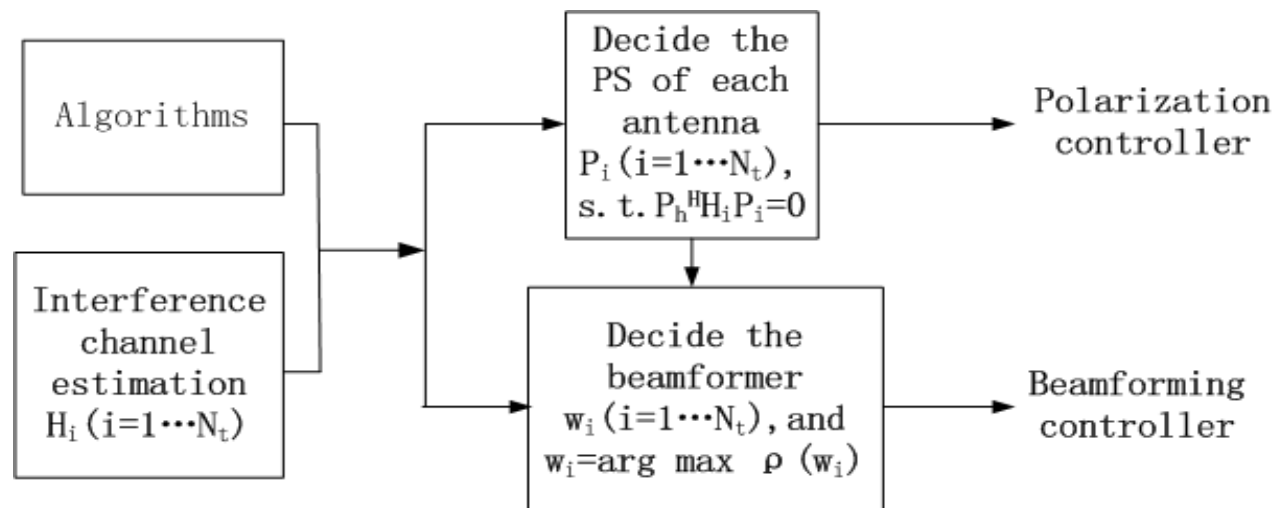 Algorithms
Interference
channel
estimation
Hᵢ(i=1···Nₜ)
Decide the
PS of each
antenna
Pᵢ(i=1···Nₜ),
s.t.PₕᴴHᵢPᵢ=0
Decide the
beamformer
wᵢ(i=1···Nₜ),and
wᵢ=arg max ρ(wᵢ)
Polarization
controller
Beamforming
controller